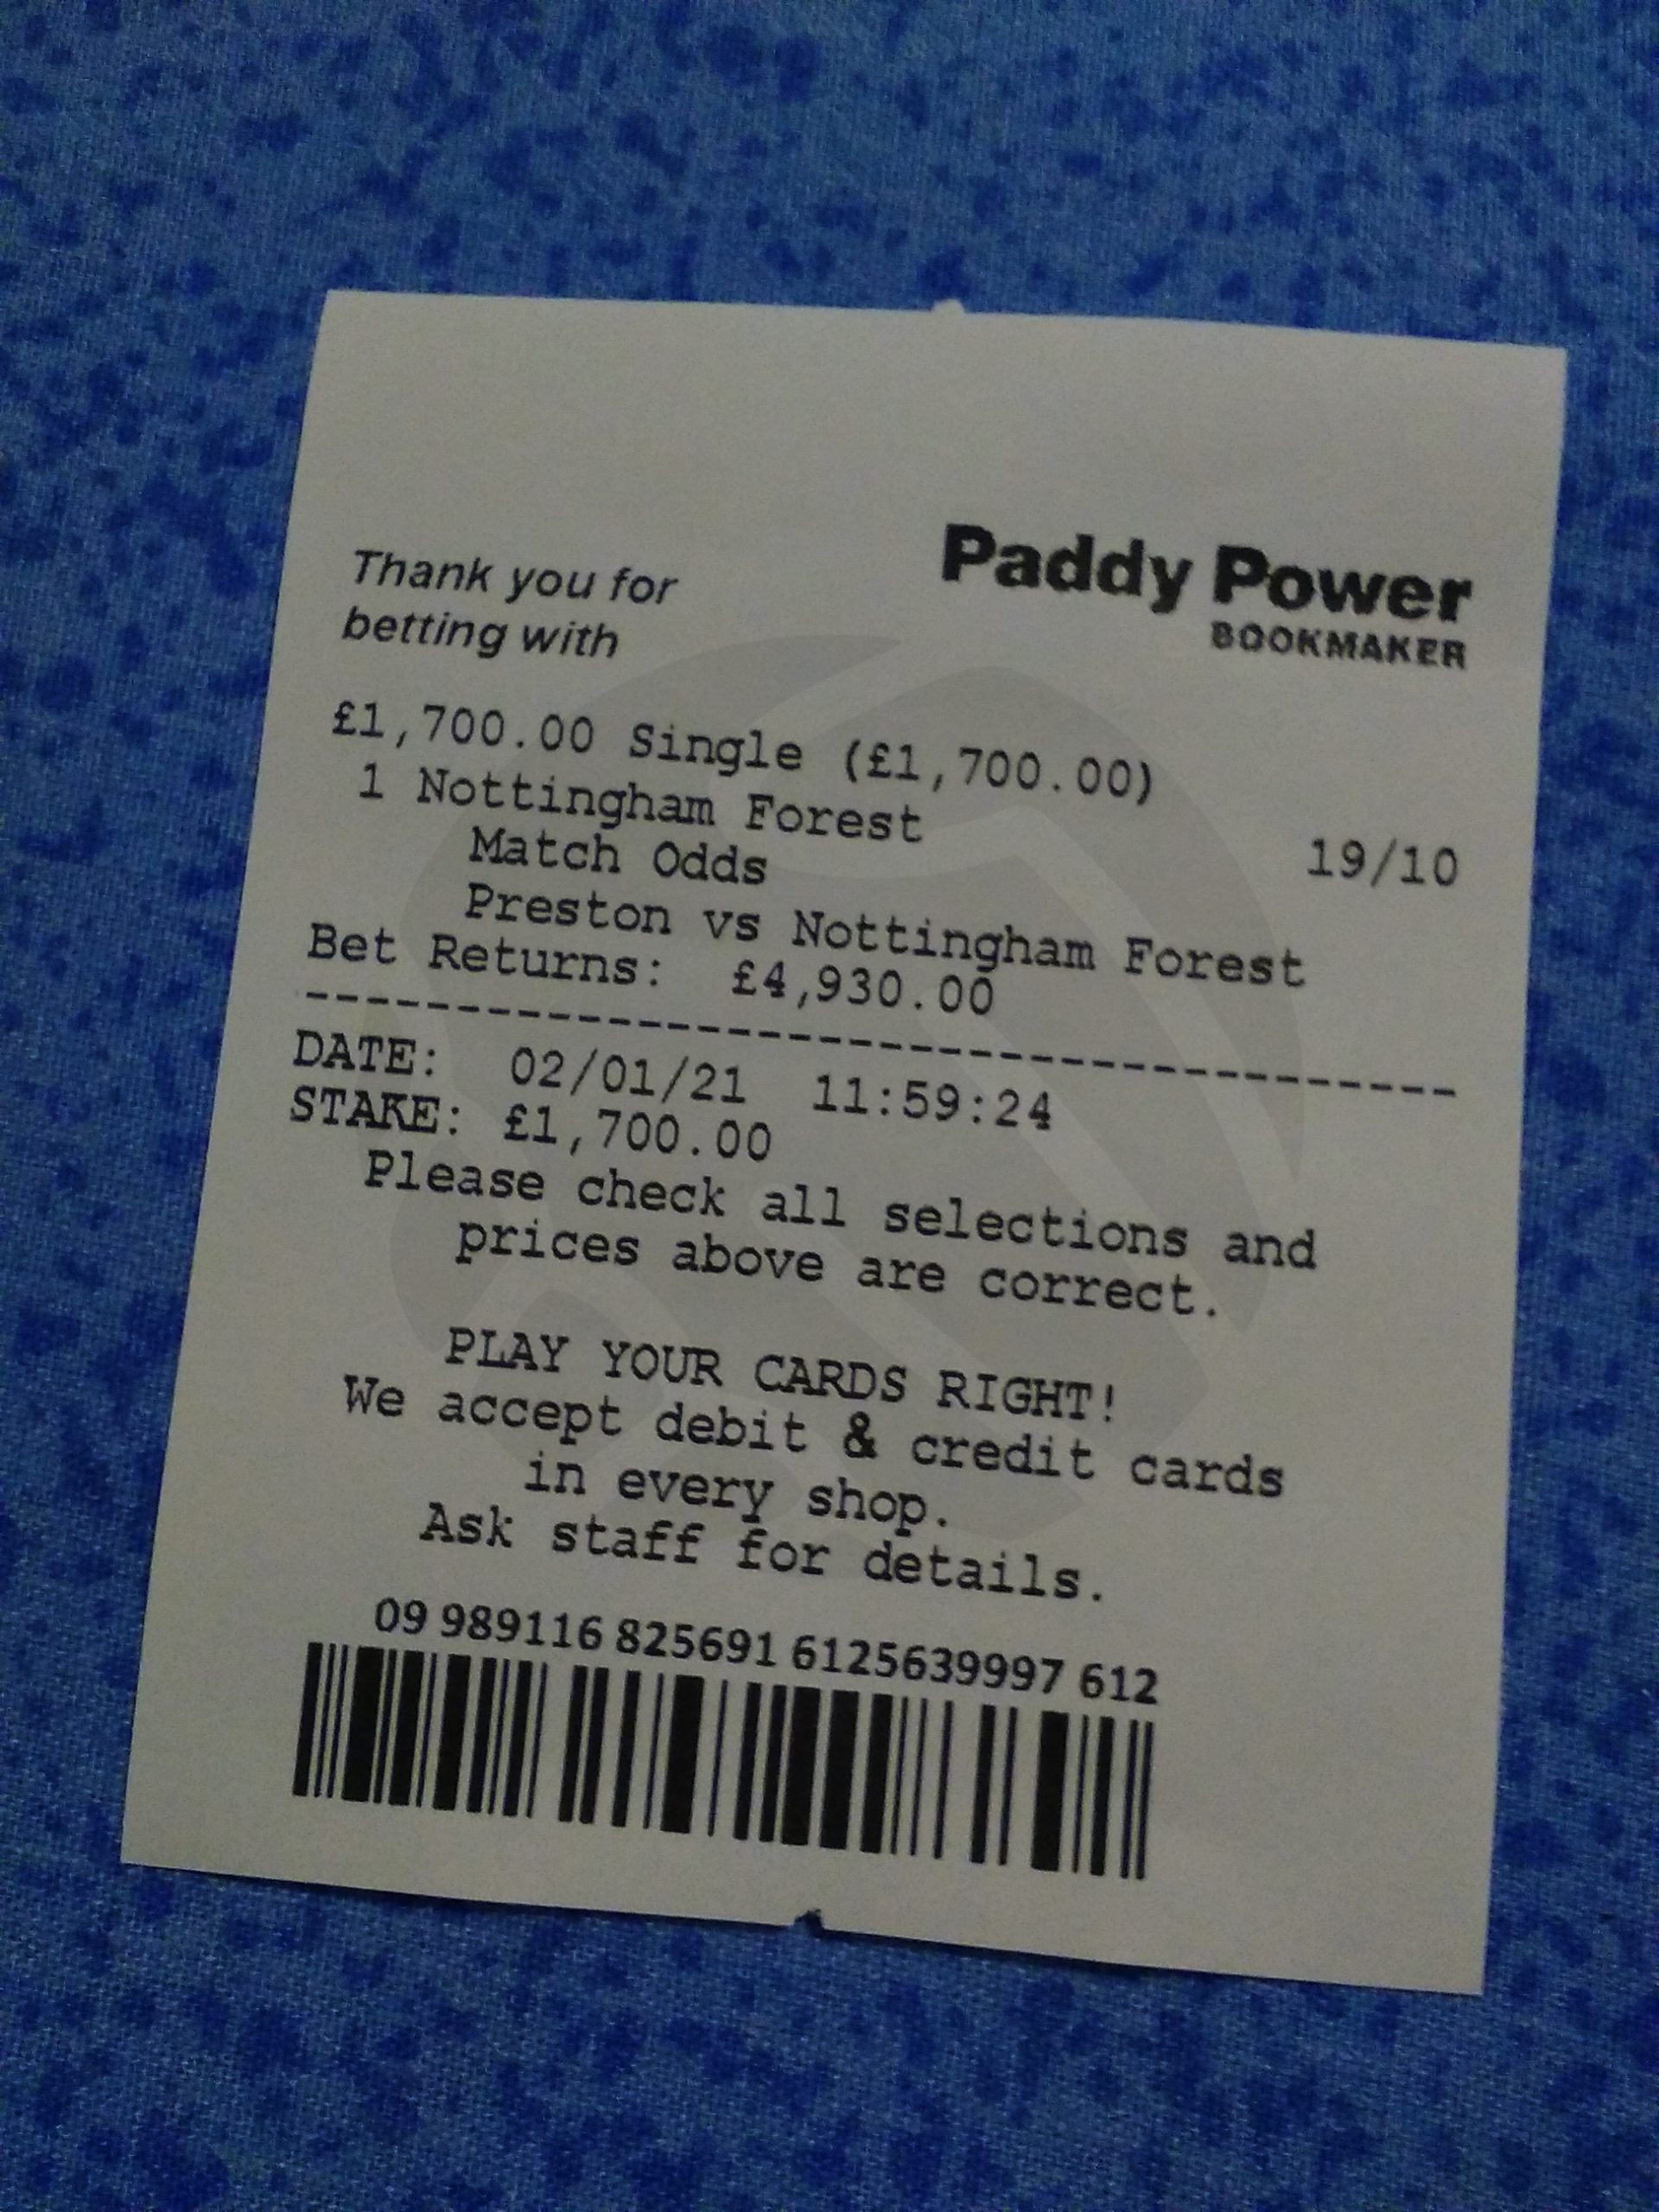 Thank you for
betting with
Paddy Power
BOOKMAKER
£1,700.00 Single (£1,700.00)
1 Nottingham Forest 19/10
Match Odds
Preston vs Nottingham Forest
Bet Returns: £4,930.00
------------------------------------
DATE: 02/01/21 11:59:24
STAKE: £1,700.00
Please check all selections and
prices above are correct.
PLAY YOUR CARDS RIGHT!
We accept debit & credit cards
in every shop.
Ask staff for details.
09 989116 825691 6125639997 612